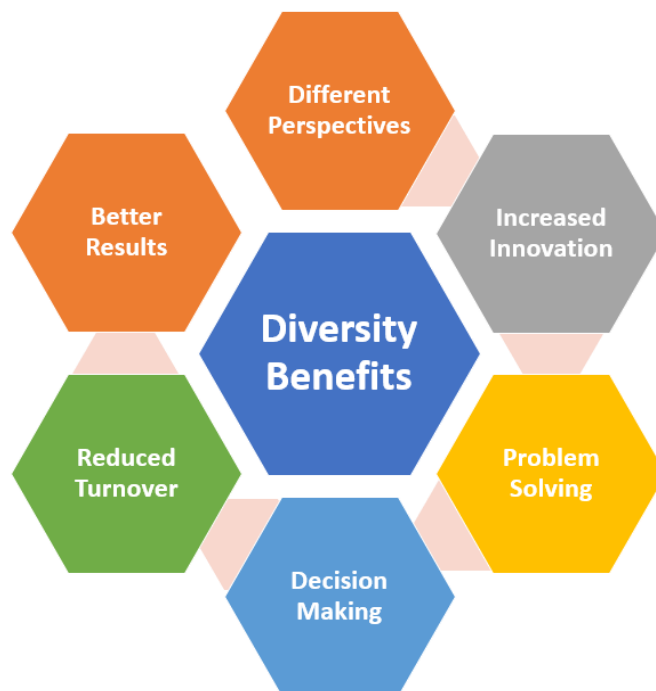 Different
Perspectives
Better
Results
Increased
Innovation
Diversity
Benefits
Reduced
Turnover
Problem
Solving
Decision
Making